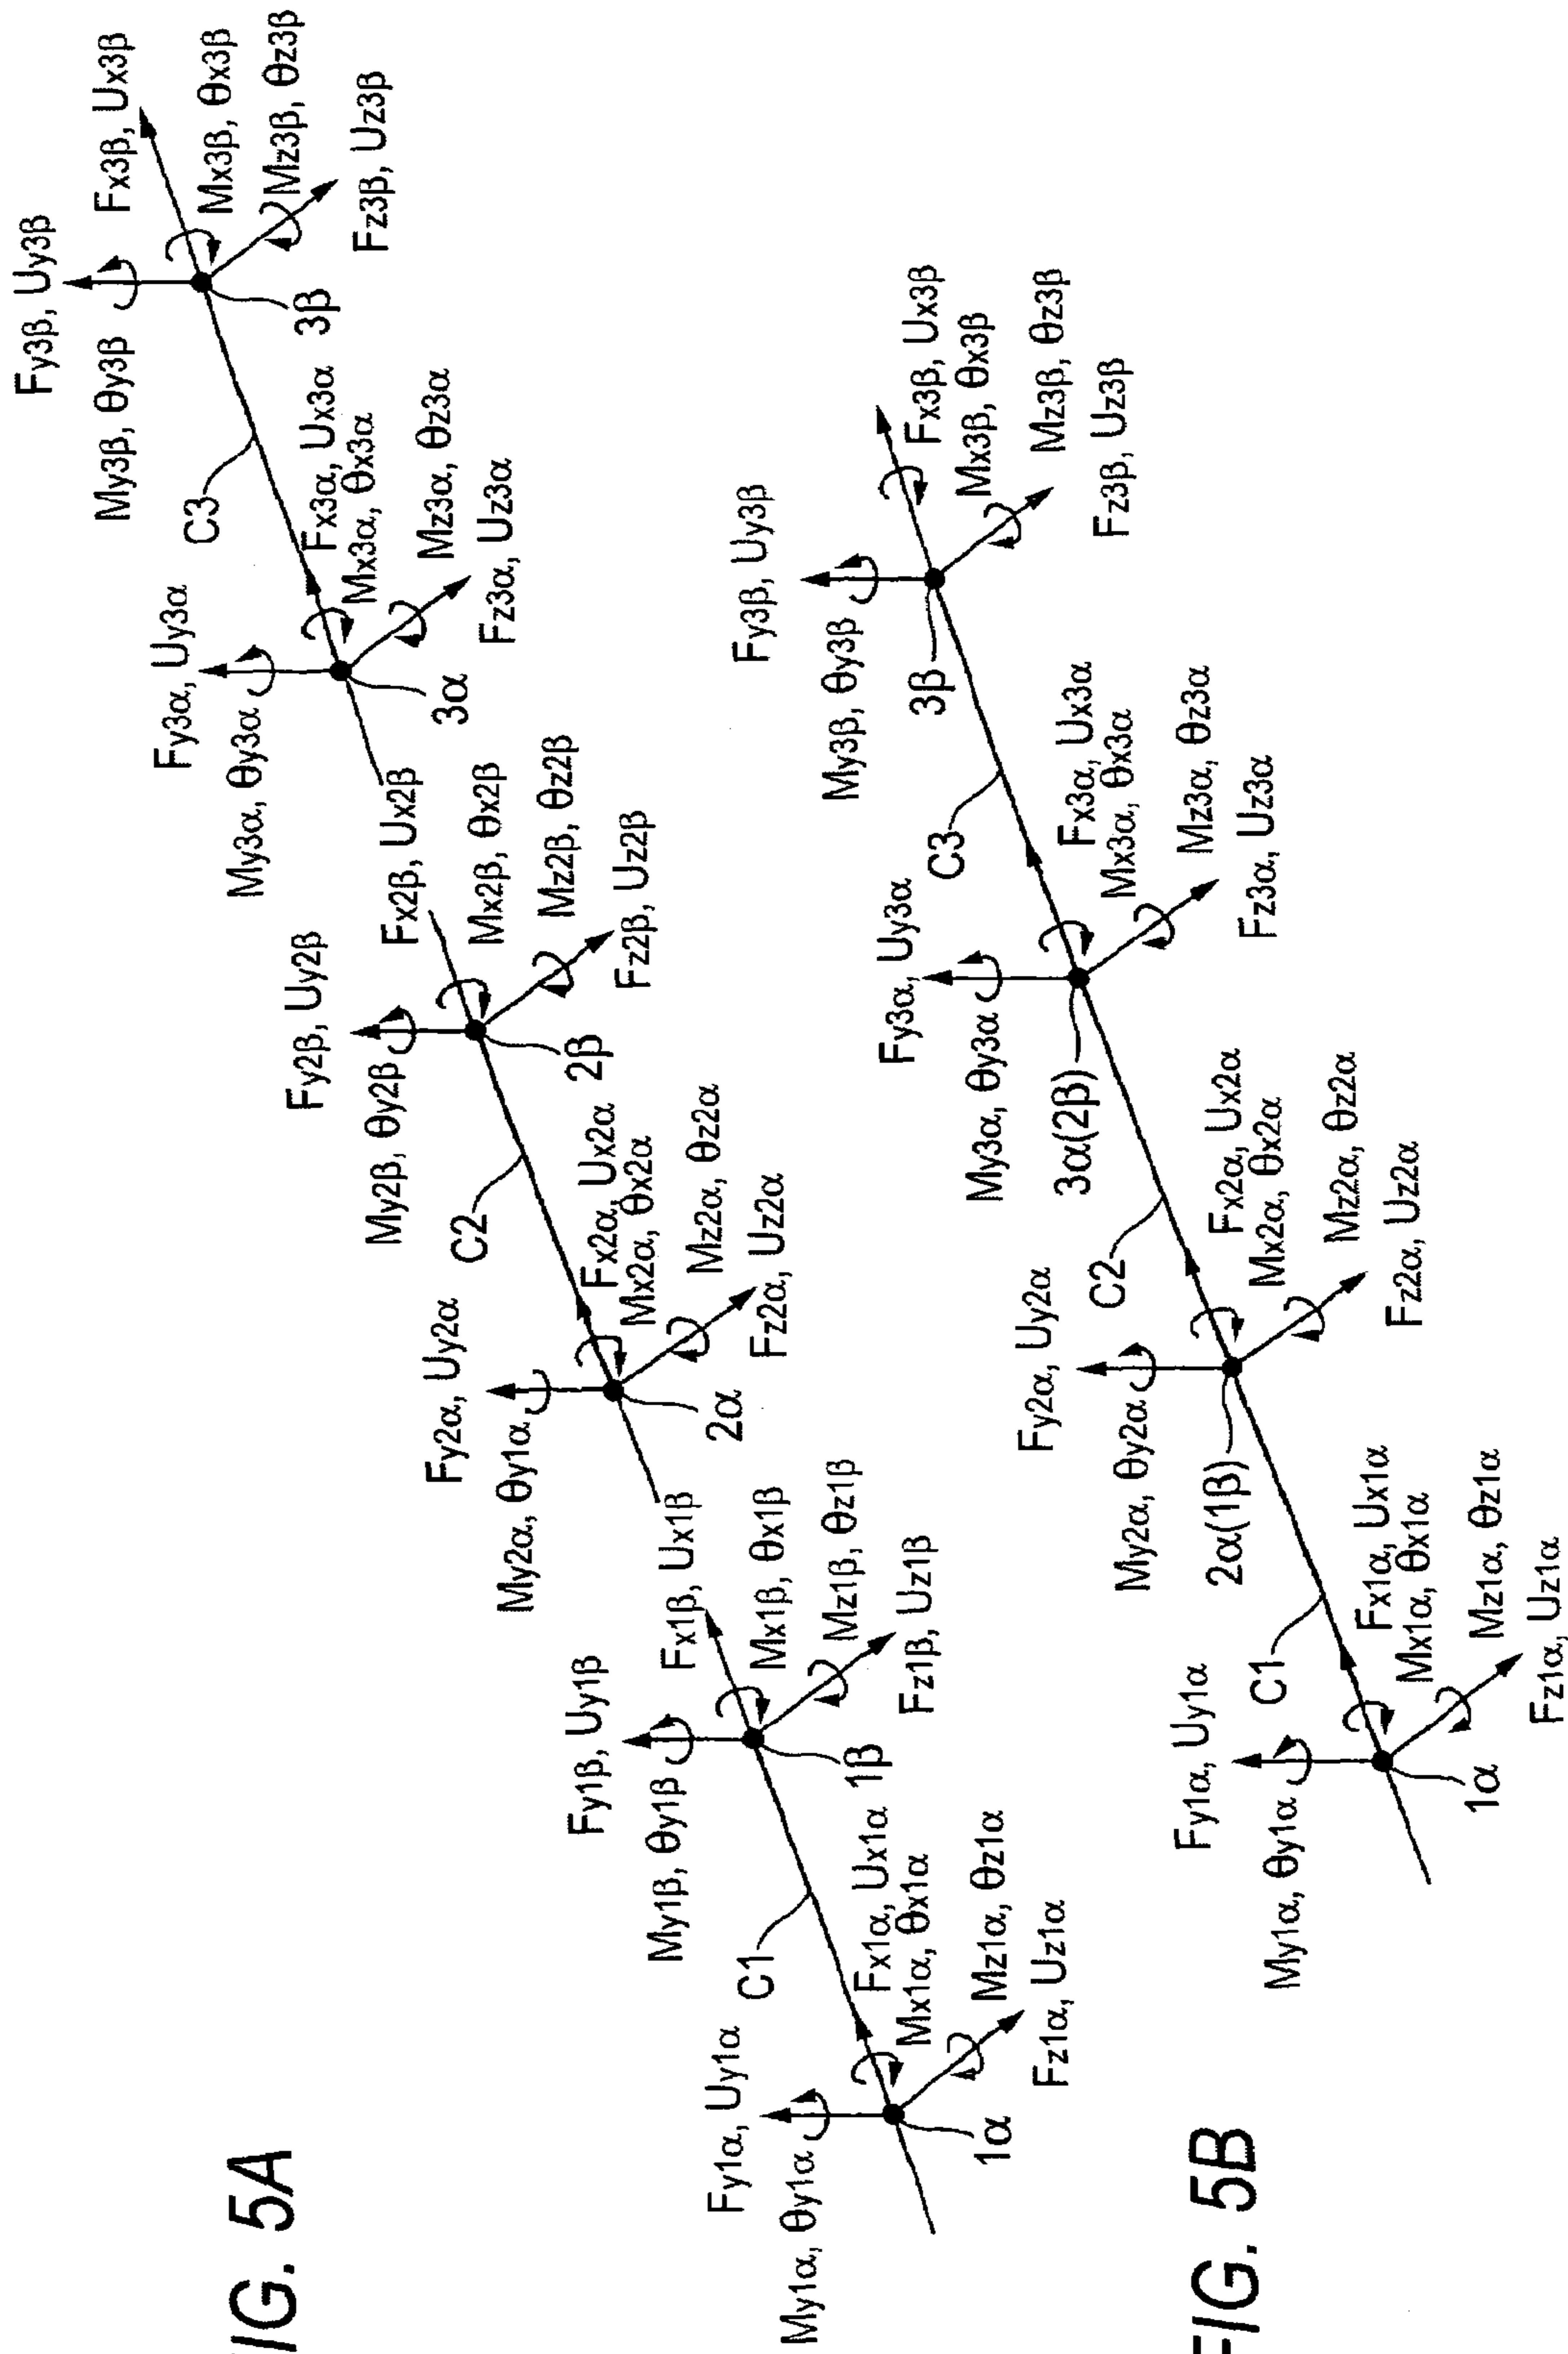 FIG. 5A
Fy1α, Uy1α
My1α, θy1α
Fx1α, Ux1α
Mx1α, θx1α
Mz1α, θz1α
Fz1α, Uz1α
1α
C1
Fy1β, Uy1β
My1β, θy1β
Fx1β, Ux1β
Mx1β, θx1β
Mz1β, θz1β
Fz1β, Uz1β
1β
Fy2α, Uy2α
My2α, θy1α
Fx2α, Ux2α
Mx2α, θx2α
Mz2α, θz2α
Fz2α, Uz2α
2α
C2
Fy2β, Uy2β
My2β, θy2β
Fx2β, Ux2β
Mx2β, θx2β
Mz2β, θz2β
Fz2β, Uz2β
2β
Fy3α, Uy3α
My3α, θy3α
Fx3α, Ux3α
Mx3α, θx3α
Mz3α, θz3α
Fz3α, Uz3α
3α
C3
Fy3β, Uy3β
My3β, θy3β
Fx3β, Ux3β
Mx3β, θx3β
Mz3β, θz3β
Fz3β, Uz3β
3β
FIG. 5B
Fy1α, Uy1α
My1α, θy1α
Fx1α, Ux1α
Mx1α, θx1α
Mz1α, θz1α
Fz1α, Uz1α
1α
C1
Fy2α, Uy2α
My2α, θy2α
2α(1β)
Fx2α, Ux2α
Mx2α, θx2α
Mz2α, θz2α
Fz2α, Uz2α
C2
Fy3α, Uy3α
My3α, θy3α
3α(2β)
Fx3α, Ux3α
Mx3α, θx3α
Mz3α, θz3α
Fz3α, Uz3α
C3
Fy3β, Uy3β
My3β, θy3β
3β
Fx3β, Ux3β
Mx3β, θx3β
Mz3β, θz3β
Fz3β, Uz3β